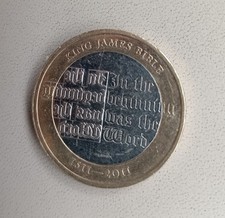 KING JAMES BIBLE
In the
beginning
was the
Word
1611–2011